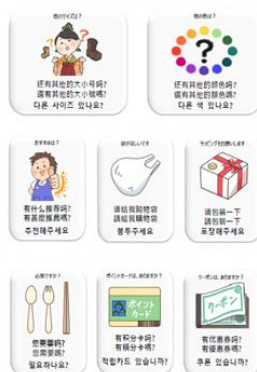 他のサイズは？
还有其他的大小号吗?
還有其他的大小號嗎?
다른 사이즈 있나요?
他の色は？
还有其他的颜色吗?
還有其他的顏色嗎?
다른 색 있나요?
おすすめは？
有什么推荐吗?
有甚麼推薦嗎?
추천해주세요
袋がほしいです
请给我购物袋
請給我購物袋
봉투주세요
ラッピングをお願いします
请包装一下
請包裝一下
포장해주세요
必要ですか？
您需要吗?
您需要嗎?
필요하나요?
ポイントカードは、ありますか？
ポイント
カード
有积分卡吗?
有積分卡嗎?
적립카드 있습니까?
クーポンは、ありますか？
クーポン
有优惠券吗?
有優惠券嗎?
쿠폰 있습니까?